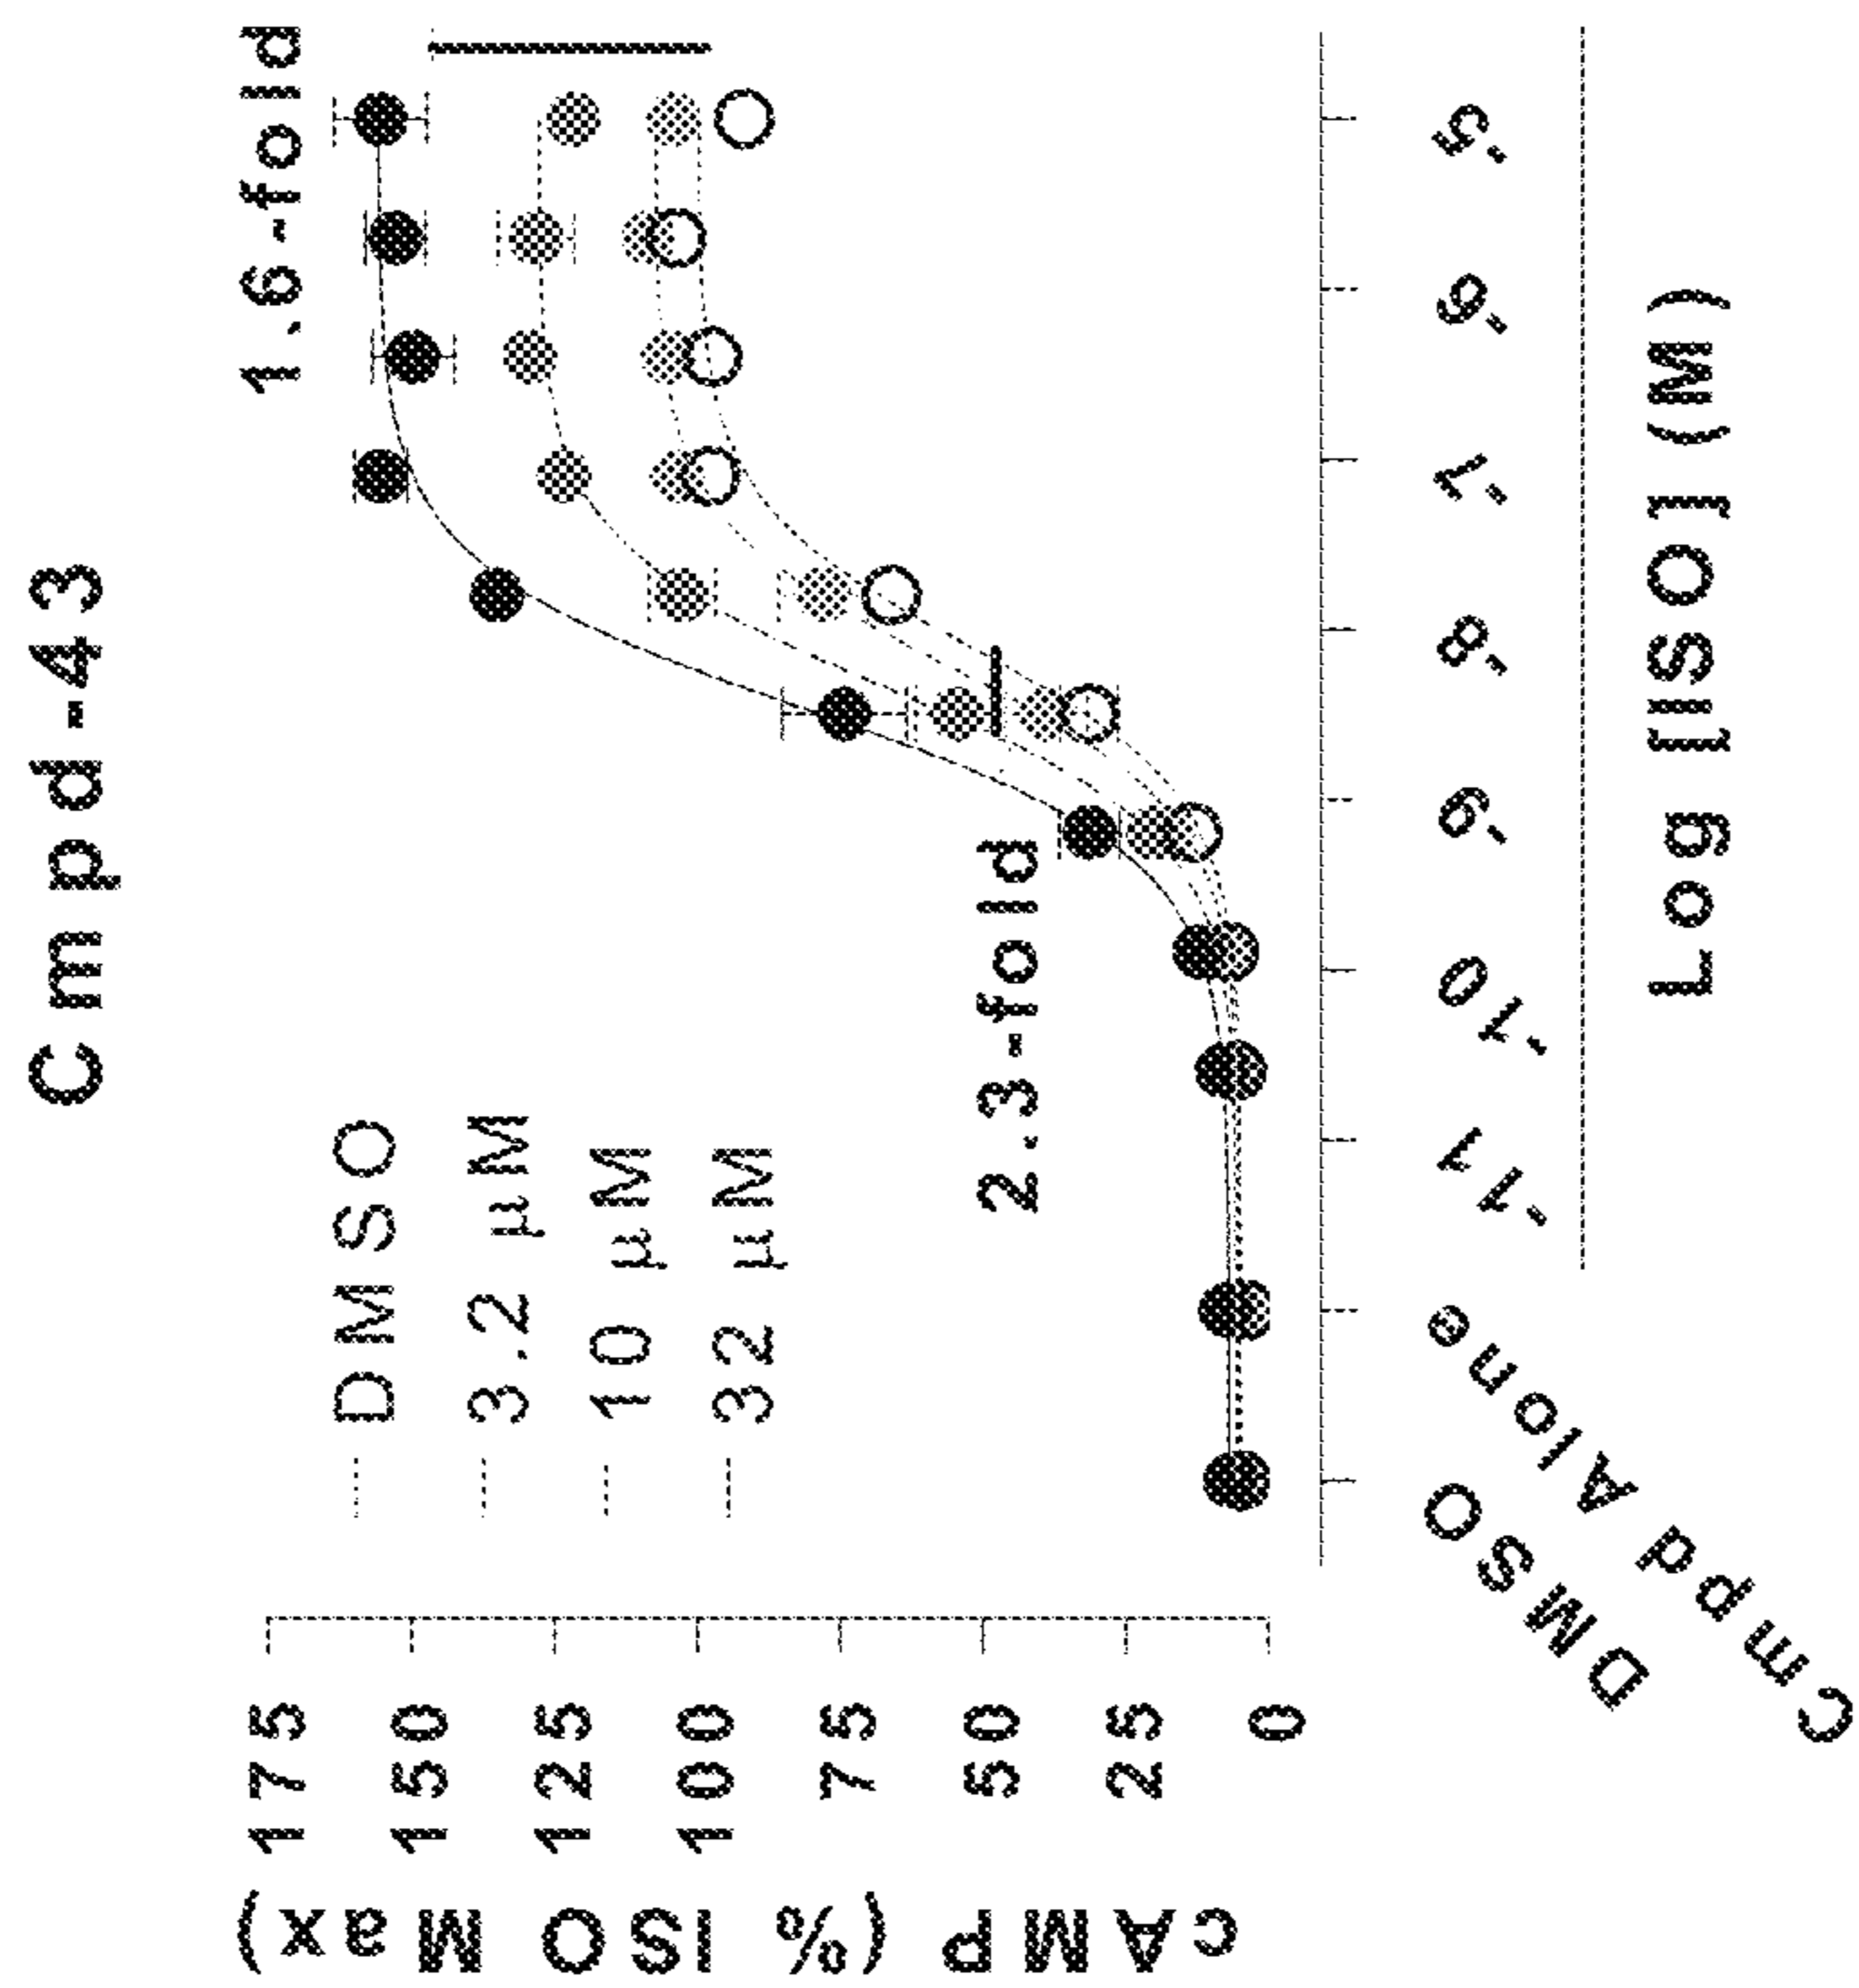 Cmpd-43
1.6-fold
DMSO
3.2 μM
10 μM
32 μM
2.3-fold
cAMP (% ISO Max)
175
150
125
100
75
50
25
0
DMSO
Cmpd Alone
-11
-10
-9
-8
-7
-6
-5
Log [ISO] (M)